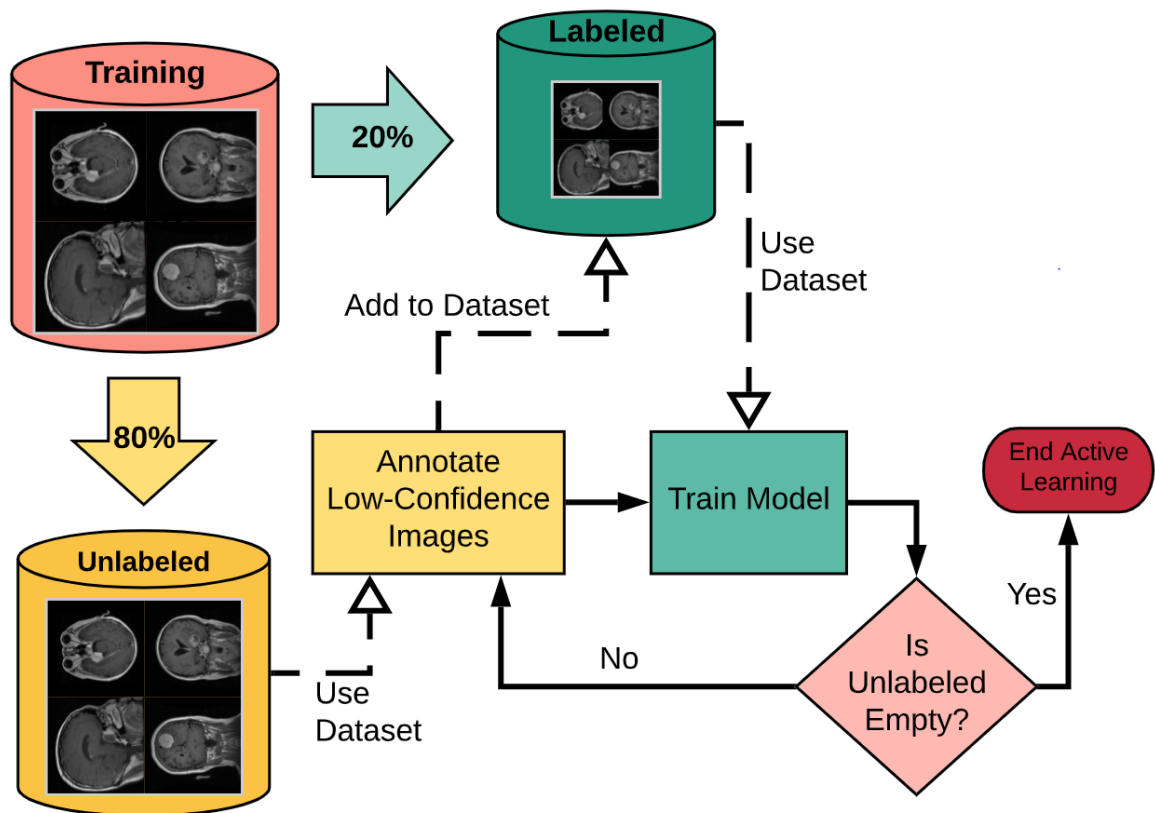 Training
20%
Labeled
Use
Dataset
Add to Dataset
80%
Annotate
Low-Confidence
Images
Train Model
End Active
Learning
Unlabeled
Use
Dataset
No
Yes
Is
Unlabeled
Empty?